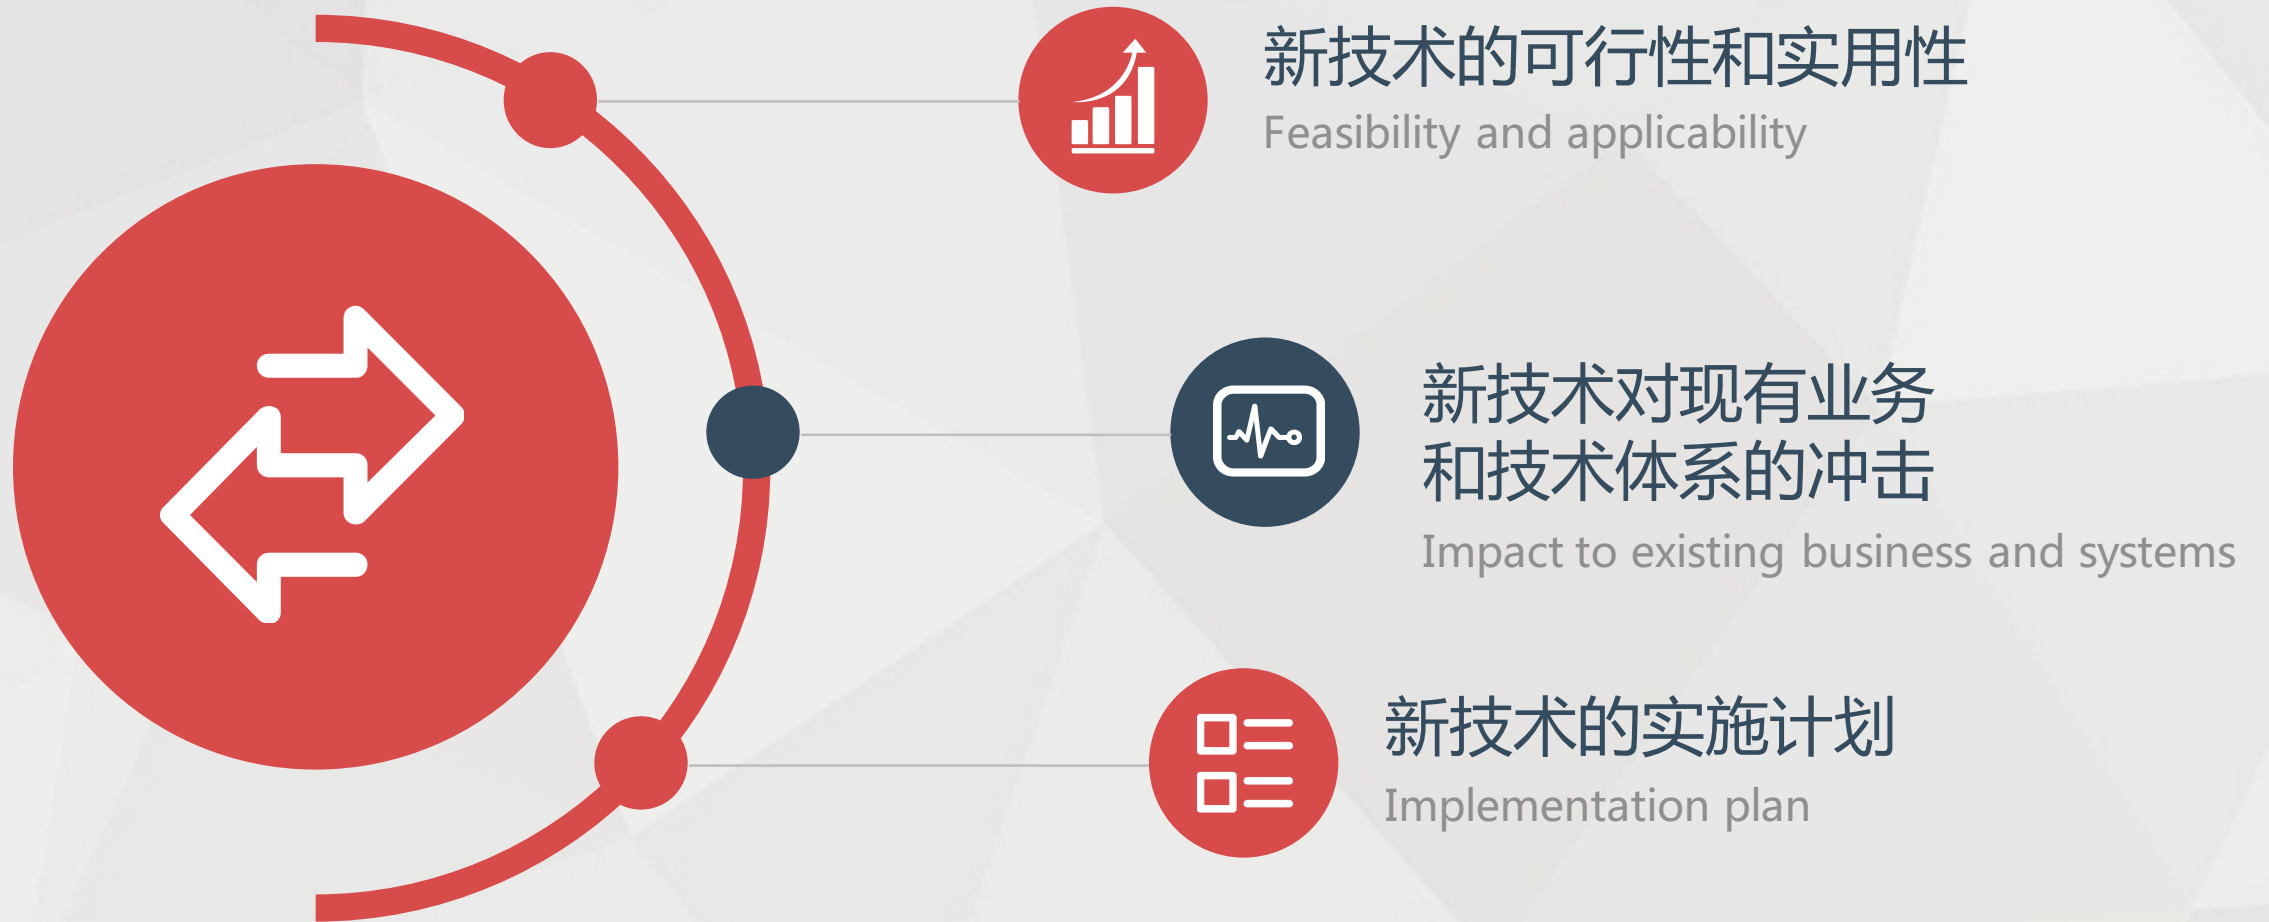 新技术的可行性和实用性
Feasibility and applicability
新技术对现有业务
和技术体系的冲击
Impact to existing business and systems
新技术的实施计划
Implementation plan